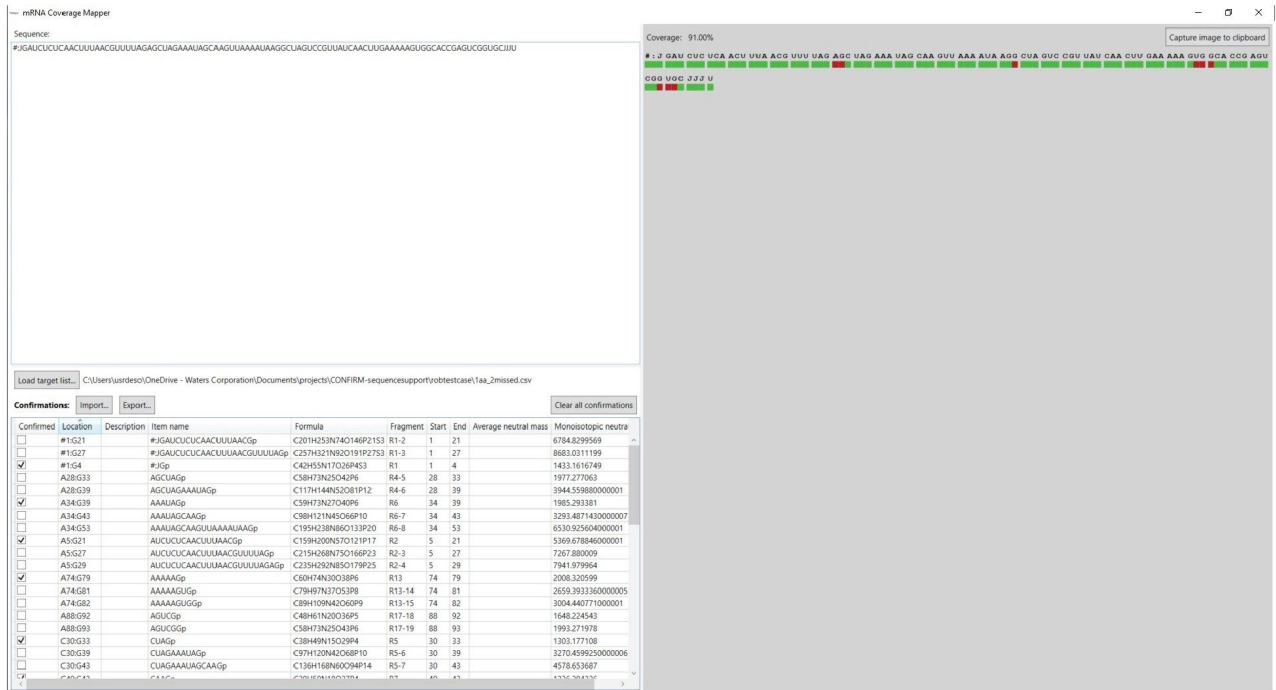 mRNA Coverage Mapper
Sequence:
#:JGAUCUCUCAACUUUAACGUUUUAGAGCUAGAAAUAGCAAGUUAAAAUAAGGCUAGUCCGUUAUCAACUUGAAAAAGUGGCACCGAGUCGGUGCJJJU
Load target list... C:\Users\usrdeso\OneDrive - Waters Corporation\Documents\projects\CONFIRM-sequencesupport\robtestcase\1aa_2missed.csv
Confirmations: Import... Export... Clear all confirmations
Confirmed Location Description Item name Formula Fragment Start End Average neutral mass Monoisotopic neutra
#1:G21 #:JGAUCUCUCAACUUUAACGp C201H253N74O146P21S3 R1-2 1 21 6784.8299569
#1:G27 #:JGAUCUCUCAACUUUAACGUUUUAGp C257H321N92O191P27S3 R1-3 1 27 8683.0311199
#1:G4 #:JGp C42H55N17O26P4S3 R1 1 4 1433.1616749
A28:G33 AGCUAGp C58H73N25O42P6 R4-5 28 33 1977.277063
A28:G39 AGCUAGAAAUAGp C117H144N52O81P12 R4-6 28 39 3944.559880000001
A34:G39 AAAUAGp C59H73N27O40P6 R6 34 39 1985.293381
A34:G43 AAAUAGCAAGp C98H121N45O66P10 R6-7 34 43 3293.4871430000007
A34:G53 AAAUAGCAAGUUAAAAUAAGp C195H238N86O133P20 R6-8 34 53 6530.925604000001
A5:G21 AUCUCUCAACUUUAACGp C159H200N57O121P17 R2 5 21 5369.678846000001
A5:G27 AUCUCUCAACUUUAACGUUUUAGp C215H268N75O166P23 R2-3 5 27 7267.880009
A5:G29 AUCUCUCAACUUUAACGUUUUAGAGp C235H292N85O179P25 R2-4 5 29 7941.979964
A74:G79 AAAAAGp C60H74N30O38P6 R13 74 79 2008.320599
A74:G81 AAAAAGUGp C79H97N37O53P8 R13-14 74 81 2659.3933360000005
A74:G82 AAAAAGUGGp C89H109N42O60P9 R13-15 74 82 3004.440771000001
A88:G92 AGUCGp C48H61N20O36P5 R17-18 88 92 1648.224543
A88:G93 AGUCGGp C58H73N25O43P6 R17-19 88 93 1993.271978
C30:G33 CUAGp C38H49N15O29P4 R5 30 33 1303.177108
C30:G39 CUAGAAAUAGp C97H120N42O68P10 R5-6 30 39 3270.4599250000006
C30:G43 CUAGAAAUAGCAAGp C136H168N60O94P14 R5-7 30 43 4578.653687
Coverage: 91.00% Capture image to clipboard
#:J GAU CUC UCA ACU UUA ACG UUU UAG AGC UAG AAA UAG CAA GUU AAA AUA AGG CUA GUC CGU UAU CAA CUU GAA AAA GUG GCA CCG AGU
CGG UGC JJJ U